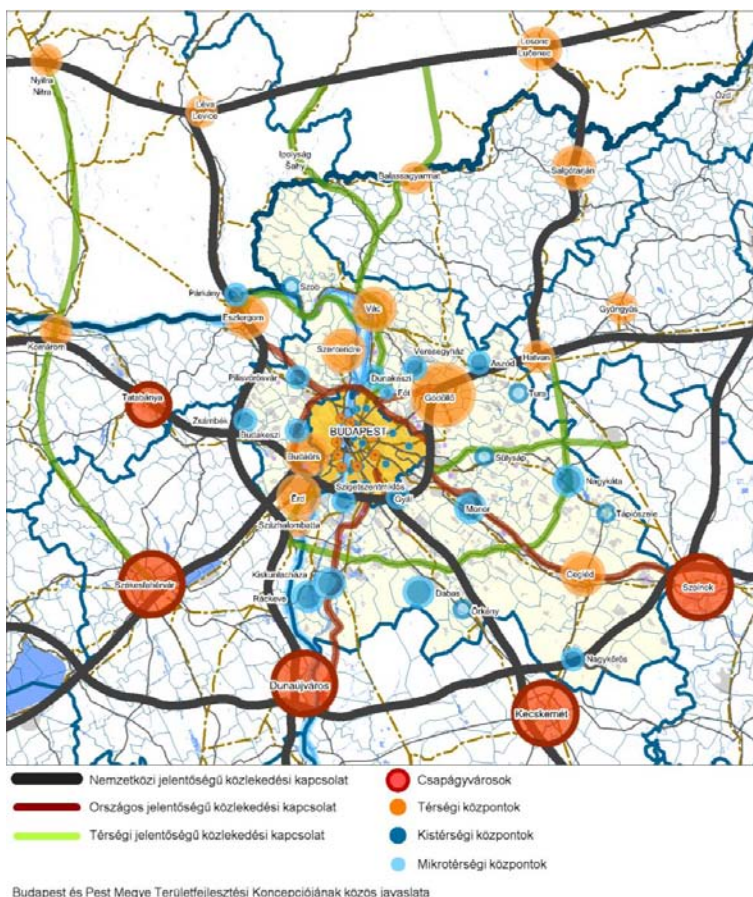 Losonc
Lučenec
Nyitra
Nitra
Ózd
Léva
Levice
Ipolyság
Šahy
Balassagyarmat
Salgótarján
Párkány
Szob
Esztergom
Vác
Gyöngyös
Komárom
Szentendre
Veresegyház
Aszód
Hatvan
Pilisvörösvár
Dunakeszi
Fót
Gödöllő
Tura
Tatabánya
Zsámbék
Budakeszi
BUDAPEST
Budaörs
Sülysáp
Érd
Szigetszentmiklós
Gyál
Nagykáta
Monor
Tápiószele
Százhalombatta
Kiskunlacháza
Cegléd
Székesfehérvár
Szolnok
Ráckeve
Dabas
Örkény
Nagykőrös
Dunaújváros
Kecskemét
Nemzetközi jelentőségű közlekedési kapcsolat
Országos jelentőségű közlekedési kapcsolat
Térségi jelentőségű közlekedési kapcsolat
Csapágyvárosok
Térségi központok
Kistérségi központok
Mikrotérségi központok
Budapest és Pest Megye Területfejlesztési Koncepciójának közös javaslata